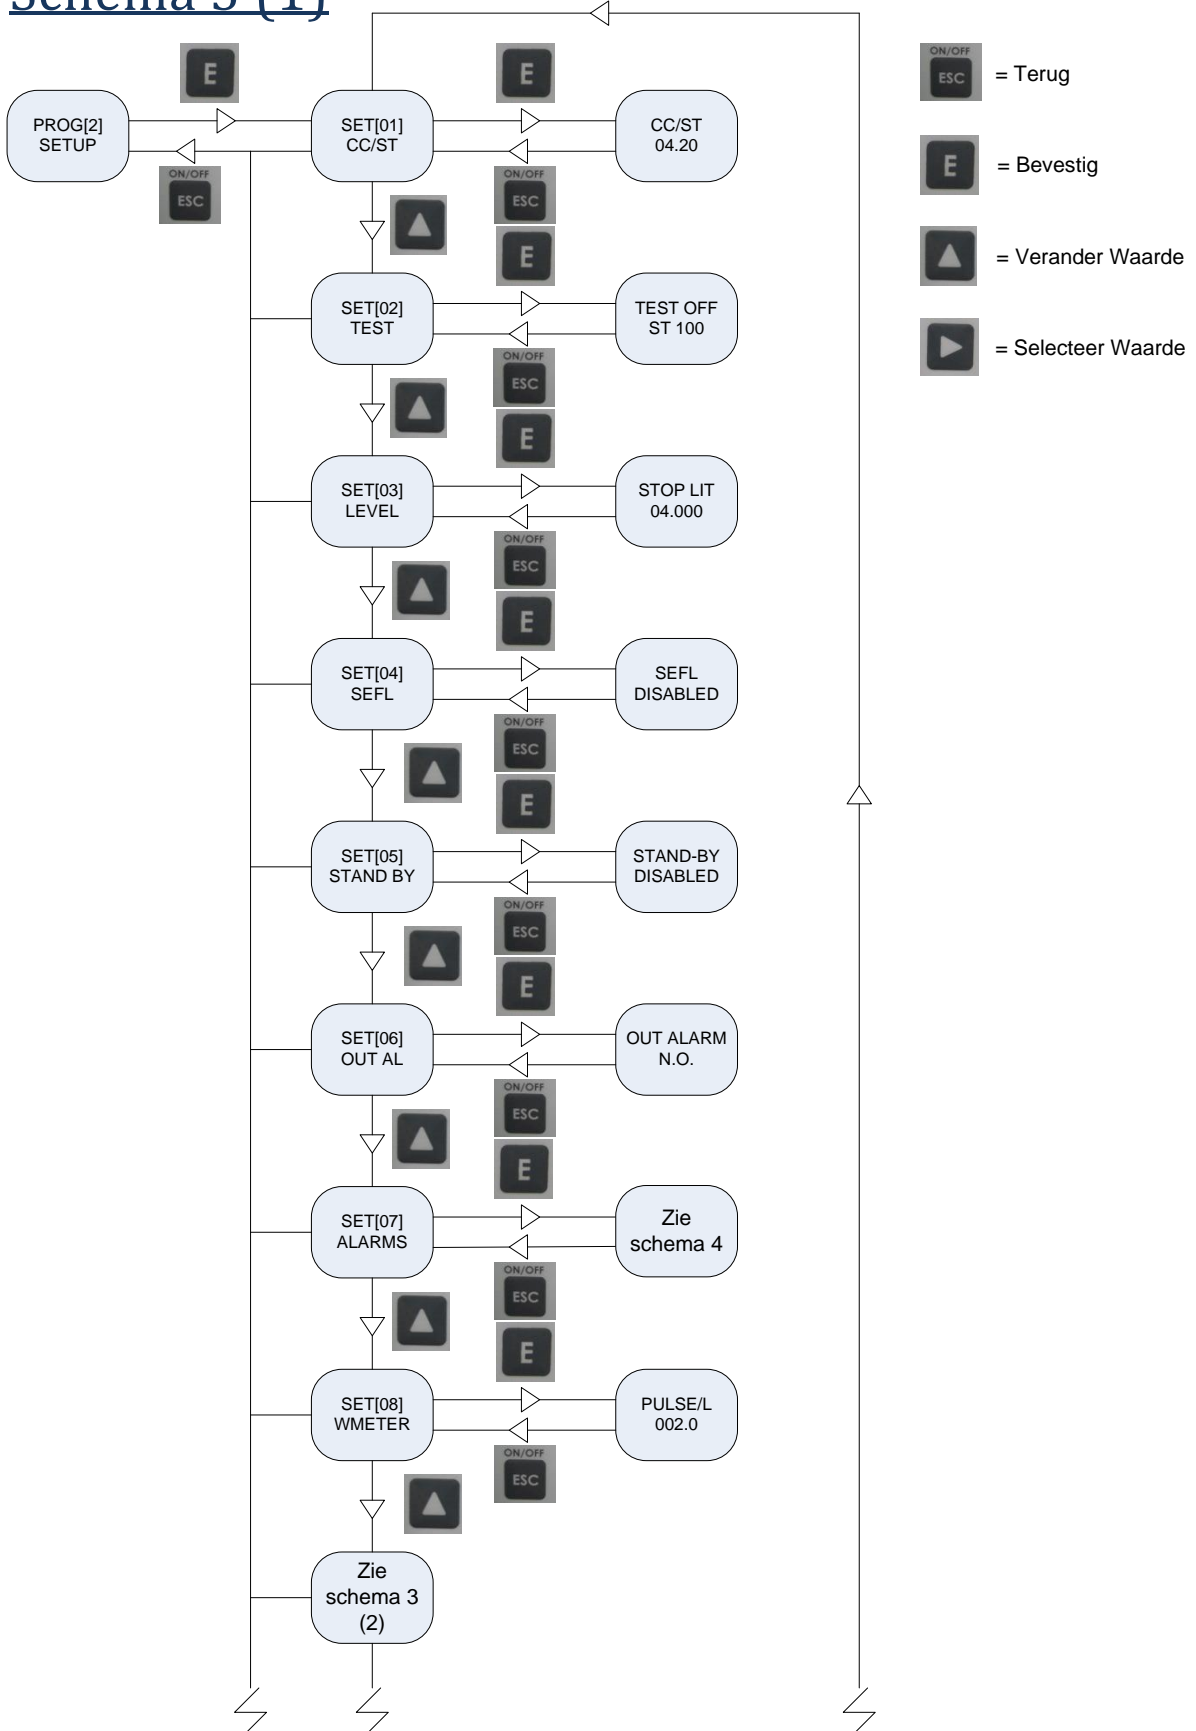 Schema 3 (1)
E
E
ON/OFF
ESC
= Terug
PROG[2]
SETUP
SET[01]
CC/ST
CC/ST
04.20
E
= Bevestig
ON/OFF
ESC
ON/OFF
ESC
E
= Verander Waarde
SET[02]
TEST
TEST OFF
ST 100
= Selecteer Waarde
ON/OFF
ESC
E
SET[03]
LEVEL
STOP LIT
04.000
ON/OFF
ESC
E
SET[04]
SEFL
SEFL
DISABLED
ON/OFF
ESC
E
SET[05]
STAND BY
STAND-BY
DISABLED
ON/OFF
ESC
E
SET[06]
OUT AL
OUT ALARM
N.O.
ON/OFF
ESC
E
SET[07]
ALARMS
Zie
schema 4
ON/OFF
ESC
E
SET[08]
WMETER
PULSE/L
002.0
ON/OFF
ESC
Zie
schema 3
(2)